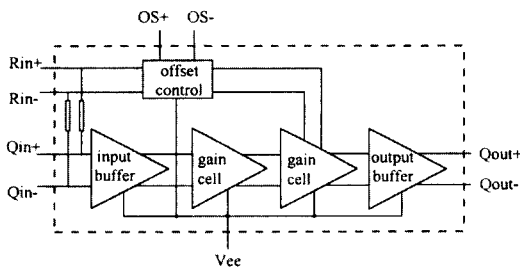 OS+ OS-
Rin+
Rin-
offset
control
Qin+
Qin-
input
buffer
gain
cell
gain
cell
output
buffer
Qout+
Qout-
Vee